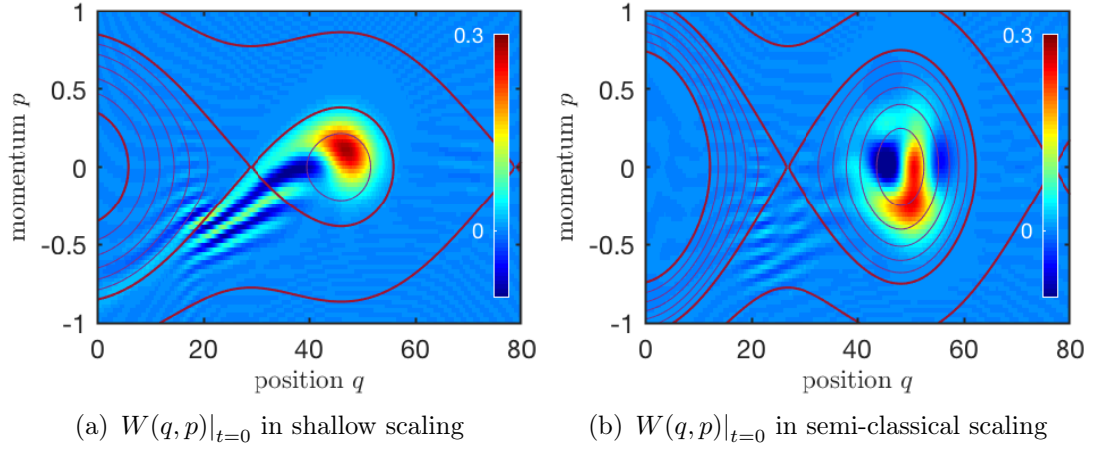 1
0.5
0
-0.5
-1
momentum p
0 20 40 60 80
position q
0.3
0
(a) W(q, p)|t=0 in shallow scaling
1
0.5
0
-0.5
-1
momentum p
0 20 40 60 80
position q
0.3
0
(b) W(q, p)|t=0 in semi-classical scaling